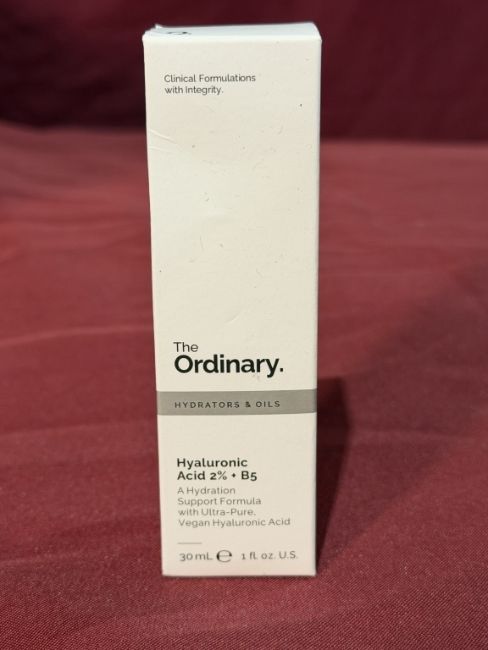 Clinical Formulations
with Integrity.
The
Ordinary.
HYDRATORS & OILS
Hyaluronic
Acid 2% + B5
A Hydration
Support Formula
with Ultra-Pure,
Vegan Hyaluronic Acid
30 mL ℮ 1 fl. oz. U.S.